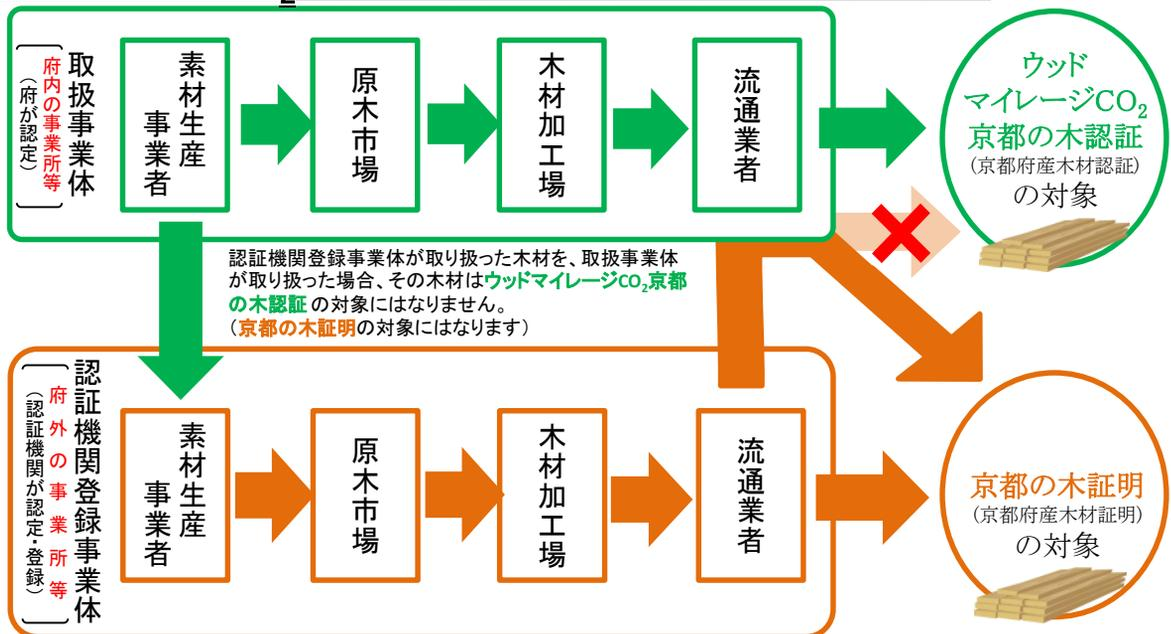 取扱事業体
府内の事業所等
（府が認定）
素材生産
事業者
原木市場
木材加工場
流通業者
ウッド
マイレージCO₂
京都の木認証
(京都府産木材認証)
の対象
認証機関登録事業体が取り扱った木材を、取扱事業体
が取り扱った場合、その木材はウッドマイレージCO₂京都
の木認証の対象にはなりません。
（京都の木証明の対象にはなります）
認証機関登録事業体
府外の事業所等
（認証機関が認定・登録）
素材生産
事業者
原木市場
木材加工場
流通業者
京都の木証明
(京都府産木材証明)
の対象